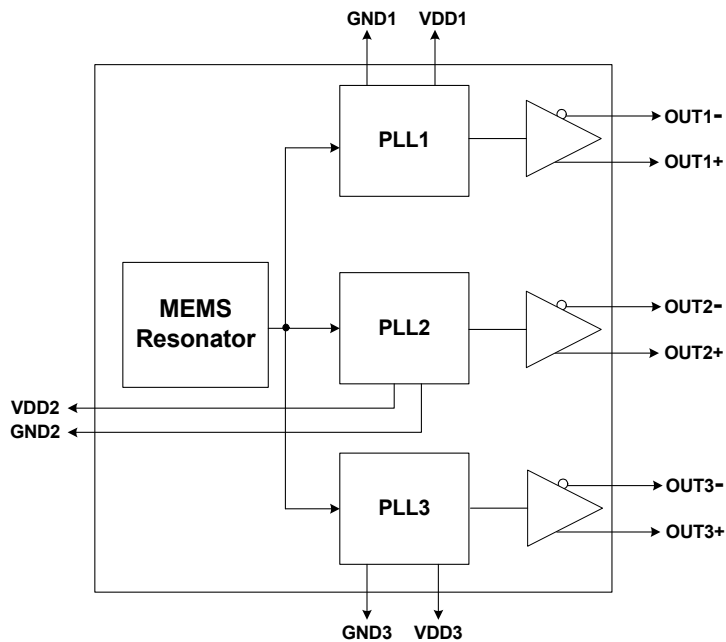 GND1 VDD1
PLL1
OUT1-
OUT1+
MEMS
Resonator
PLL2
OUT2-
OUT2+
VDD2
GND2
PLL3
OUT3-
OUT3+
GND3 VDD3